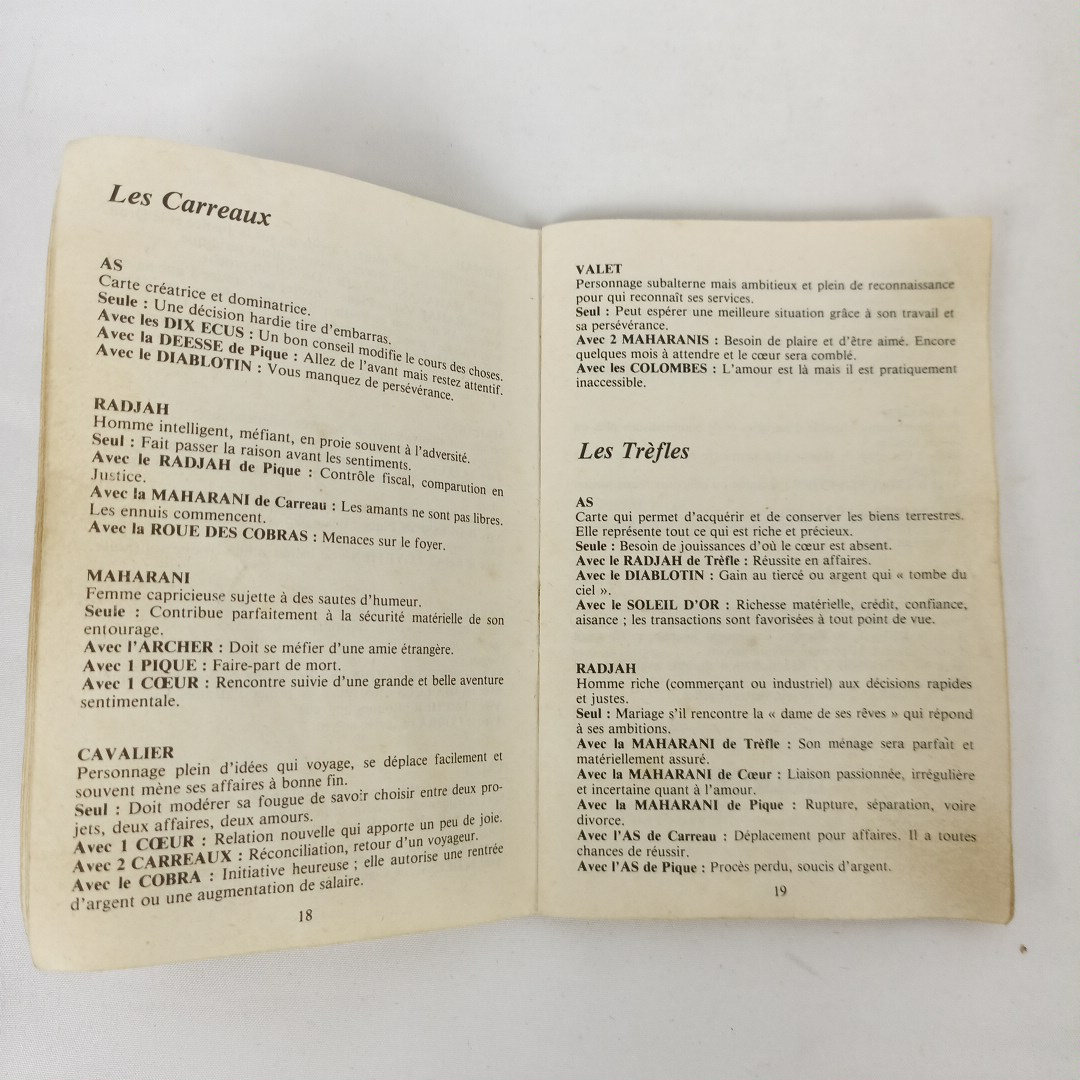 Les Carreaux
AS
Carte créatrice et dominatrice.
Seule : Une décision hardie tire d'embarras.
Avec les DIX ECUS : Un bon conseil modifie le cours des choses.
Avec la DEESSE de Pique : Allez de l'avant mais restez attentif.
Avec le DIABLOTIN : Vous manquez de persévérance.
RADJAH
Homme intelligent, méfiant, en proie souvent à l'adversité.
Seul : Fait passer la raison avant les sentiments.
Avec le RADJAH de Pique : Contrôle fiscal, comparution en
Justice.
Avec la MAHARANI de Carreau : Les amants ne sont pas libres.
Les ennuis commencent.
Avec la ROUE DES COBRAS : Menaces sur le foyer.
MAHARANI
Femme capricieuse sujette à des sautes d'humeur.
Seule : Contribue parfaitement à la sécurité matérielle de son
entourage.
Avec l'ARCHER : Doit se méfier d'une amie étrangère.
Avec 1 PIQUE : Faire-part de mort.
Avec 1 CŒUR : Rencontre suivie d'une grande et belle aventure
sentimentale.
CAVALIER
Personnage plein d'idées qui voyage, se déplace facilement et
souvent mène ses affaires à bonne fin.
Seul : Doit modérer sa fougue de savoir choisir entre deux pro-
jets, deux affaires, deux amours.
Avec 1 CŒUR : Relation nouvelle qui apporte un peu de joie.
Avec 2 CARREAUX : Réconciliation, retour d'un voyageur.
Avec le COBRA : Initiative heureuse ; elle autorise une rentrée
d'argent ou une augmentation de salaire.
18
VALET
Personnage subalterne mais ambitieux et plein de reconnaissance
pour qui reconnaît ses services.
Seul : Peut espérer une meilleure situation grâce à son travail et
sa persévérance.
Avec 2 MAHARANIS : Besoin de plaire et d'être aimé. Encore
quelques mois à attendre et le cœur sera comblé.
Avec les COLOMBES : L'amour est là mais il est pratiquement
inaccessible.
Les Trèfles
AS
Carte qui permet d'acquérir et de conserver les biens terrestres.
Elle représente tout ce qui est riche et précieux.
Seule : Besoin de jouissances d'où le cœur est absent.
Avec le RADJAH de Trèfle : Réussite en affaires.
Avec le DIABLOTIN : Gain au tiercé ou argent qui « tombe du
ciel ».
Avec le SOLEIL D'OR : Richesse matérielle, crédit, confiance,
aisance ; les transactions sont favorisées à tout point de vue.
RADJAH
Homme riche (commerçant ou industriel) aux décisions rapides
et justes.
Seul : Mariage s'il rencontre la « dame de ses rêves » qui répond
à ses ambitions.
Avec la MAHARANI de Trèfle : Son ménage sera parfait et
matériellement assuré.
Avec la MAHARANI de Cœur : Liaison passionnée, irrégulière
et incertaine quant à l'amour.
Avec la MAHARANI de Pique : Rupture, séparation, voire
divorce.
Avec l'AS de Carreau : Déplacement pour affaires. Il a toutes
chances de réussir.
Avec l'AS de Pique : Procès perdu, soucis d'argent.
19